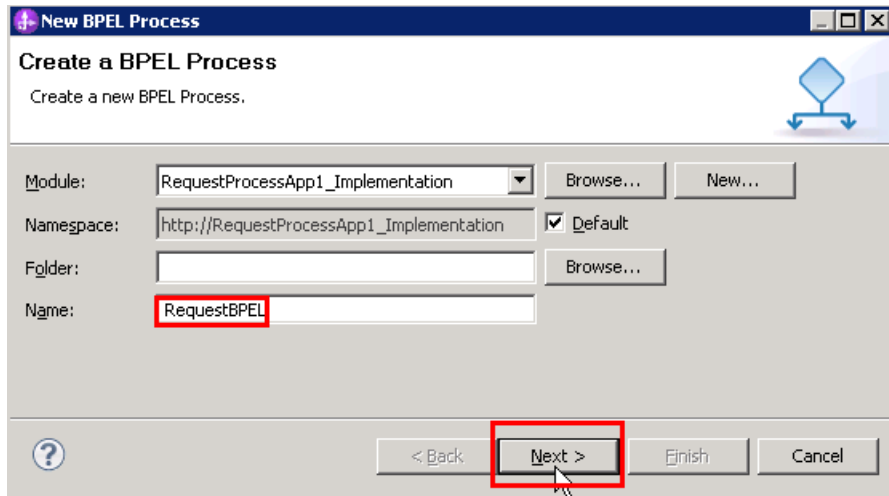 New BPEL Process
Create a BPEL Process
Create a new BPEL Process.
Module: RequestProcessApp1_Implementation Browse... New...
Namespace: http://RequestProcessApp1_Implementation Default
Folder: Browse...
Name: RequestBPEL
? < Back Next > Finish Cancel